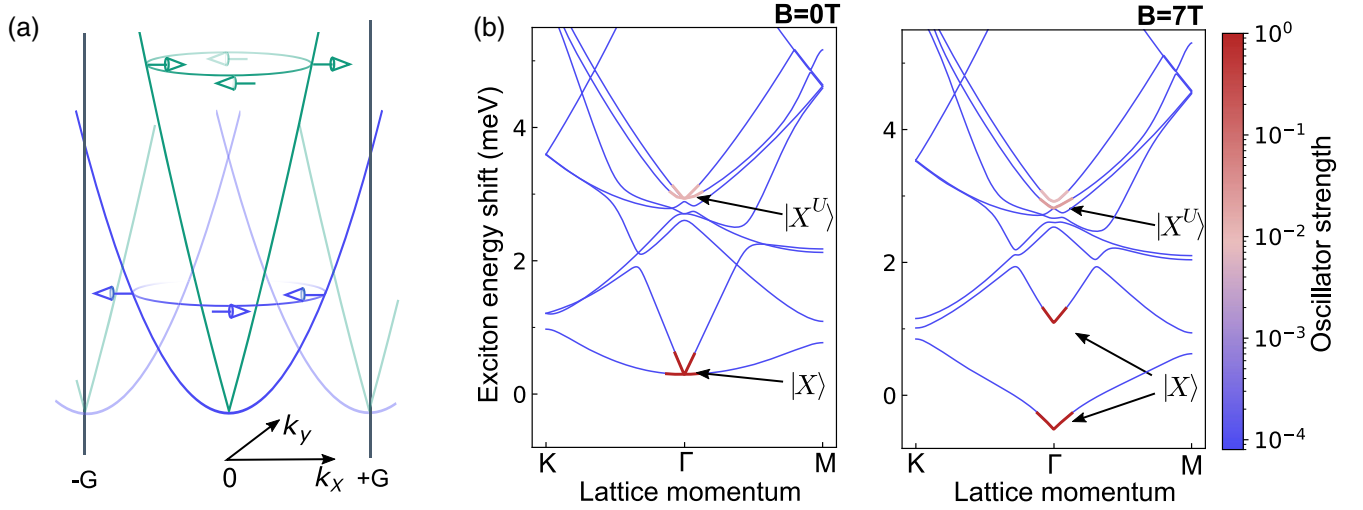 (a)
-G
0
k_x
+G
k_y
(b)
B=0T
Exciton energy shift (meV)
4
2
0
|X^U⟩
|X⟩
K
Γ
M
Lattice momentum
B=7T
4
2
0
|X^U⟩
|X⟩
K
Γ
M
Lattice momentum
10^0
10^-1
10^-2
10^-3
10^-4
Oscillator strength